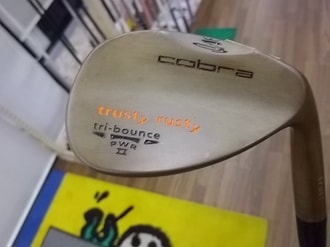 cobra
trusty rusty
tri-bounce
PWR
II